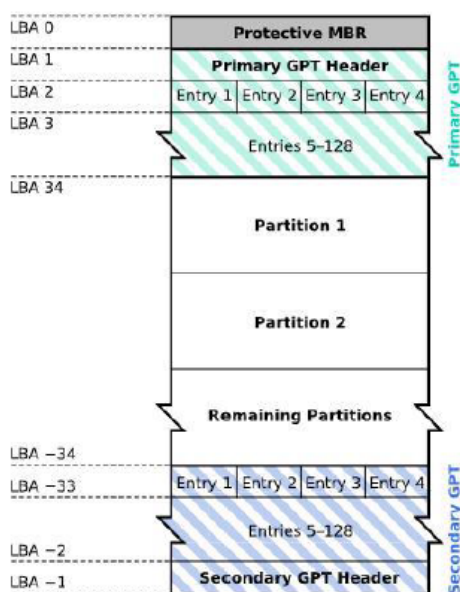 LBA 0
Protective MBR
LBA 1
Primary GPT Header
LBA 2
Entry 1 Entry 2 Entry 3 Entry 4
LBA 3
Entries 5–128
Primary GPT
LBA 34
Partition 1
Partition 2
Remaining Partitions
LBA −34
LBA −33
Entry 1 Entry 2 Entry 3 Entry 4
Entries 5–128
LBA −2
LBA −1
Secondary GPT Header
Secondary GPT